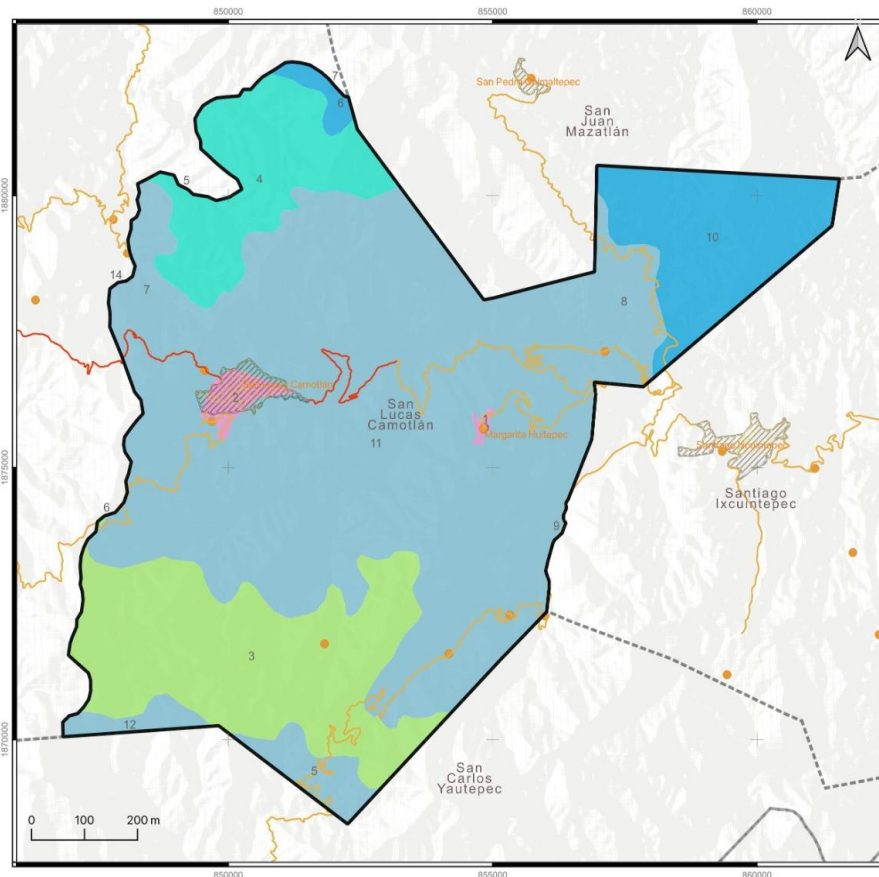 850000
855000
860000
San Pedro Ocotlmaltepec
San
Juan
Mazatlán
1880000
7
6
5
4
10
14
7
8
Camotlán
2
San
Lucas
Camotlán
1
Margarita Huitepec
11
1875000
Santiago
Ixcuintepec
6
9
3
12
1870000
5
San
Carlos
Yautepec
0
100
200 m
850000
855000
860000